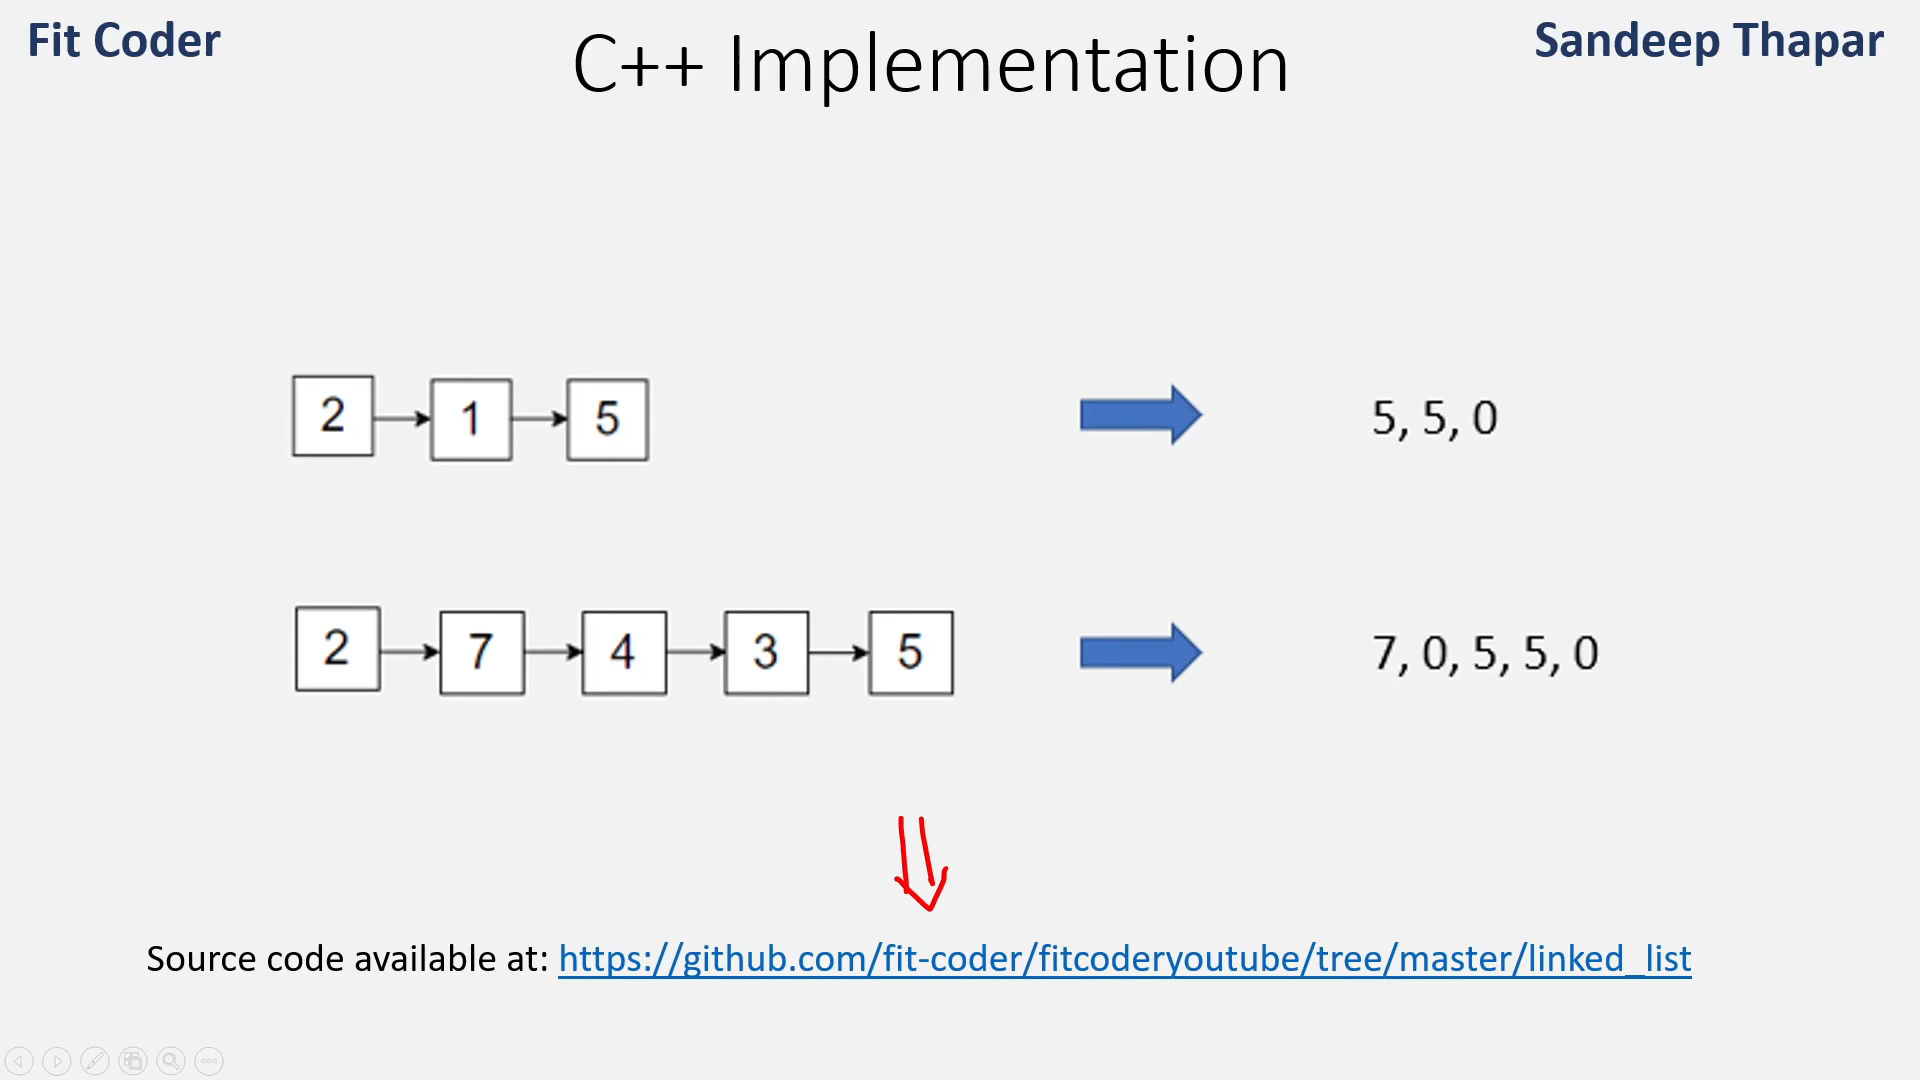 Fit Coder
C++ Implementation
Sandeep Thapar
2 1 5
5, 5, 0
2 7 4 3 5
7, 0, 5, 5, 0
Source code available at: https://github.com/fit-coder/fitcoderyoutube/tree/master/linked_list